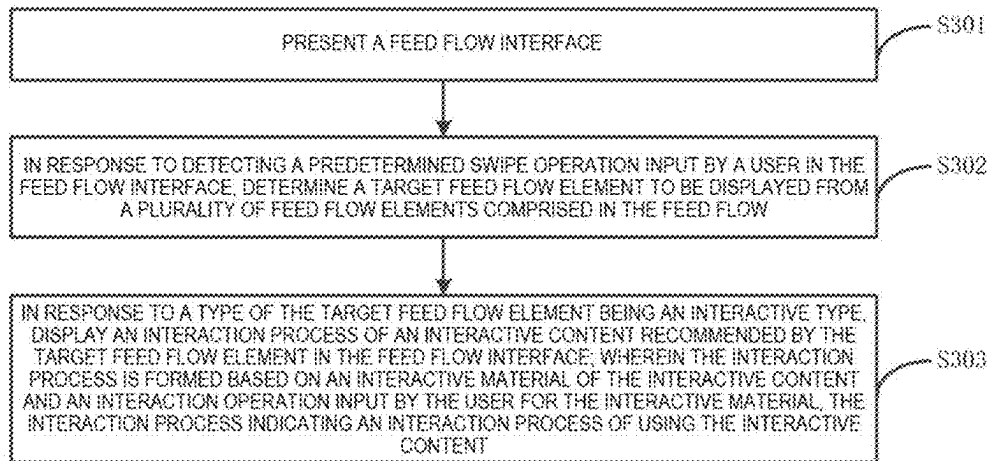 PRESENT A FEED FLOW INTERFACE
S301
IN RESPONSE TO DETECTING A PREDETERMINED SWIPE OPERATION INPUT BY A USER IN THE
FEED FLOW INTERFACE, DETERMINE A TARGET FEED FLOW ELEMENT TO BE DISPLAYED FROM
A PLURALITY OF FEED FLOW ELEMENTS COMPRISED IN THE FEED FLOW
S302
IN RESPONSE TO A TYPE OF THE TARGET FEED FLOW ELEMENT BEING AN INTERACTIVE TYPE,
DISPLAY AN INTERACTION PROCESS OF AN INTERACTIVE CONTENT RECOMMENDED BY THE
TARGET FEED FLOW ELEMENT IN THE FEED FLOW INTERFACE; WHEREIN THE INTERACTION
PROCESS IS FORMED BASED ON AN INTERACTIVE MATERIAL OF THE INTERACTIVE CONTENT
AND AN INTERACTION OPERATION INPUT BY THE USER FOR THE INTERACTIVE MATERIAL, THE
INTERACTION PROCESS INDICATING AN INTERACTION PROCESS OF USING THE INTERACTIVE
CONTENT
S303